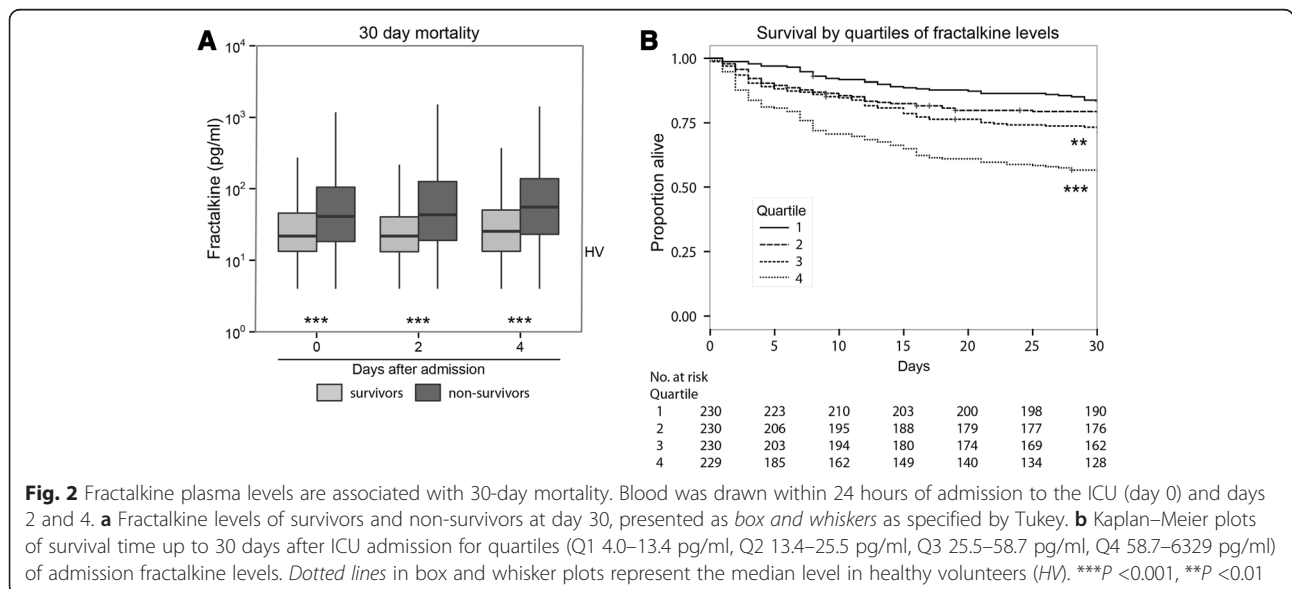 A
30 day mortality
10⁴
10³
10²
10¹
10⁰
Fractalkine (pg/ml)
HV
*** *** ***
0 2 4
Days after admission
survivors non-survivors
B
Survival by quartiles of fractalkine levels
1.00
0.75
0.50
0.25
0.00
Proportion alive
**
***
Quartile
1
2
3
4
0 5 10 15 20 25 30
Days
No. at risk
Quartile
1 230 223 210 203 200 198 190
2 230 206 195 188 179 177 176
3 230 203 194 180 174 169 162
4 229 185 162 149 140 134 128
Fig. 2 Fractalkine plasma levels are associated with 30-day mortality. Blood was drawn within 24 hours of admission to the ICU (day 0) and days
2 and 4. a Fractalkine levels of survivors and non-survivors at day 30, presented as box and whiskers as specified by Tukey. b Kaplan–Meier plots
of survival time up to 30 days after ICU admission for quartiles (Q1 4.0–13.4 pg/ml, Q2 13.4–25.5 pg/ml, Q3 25.5–58.7 pg/ml, Q4 58.7–6329 pg/ml)
of admission fractalkine levels. Dotted lines in box and whisker plots represent the median level in healthy volunteers (HV). ***P <0.001, **P <0.01